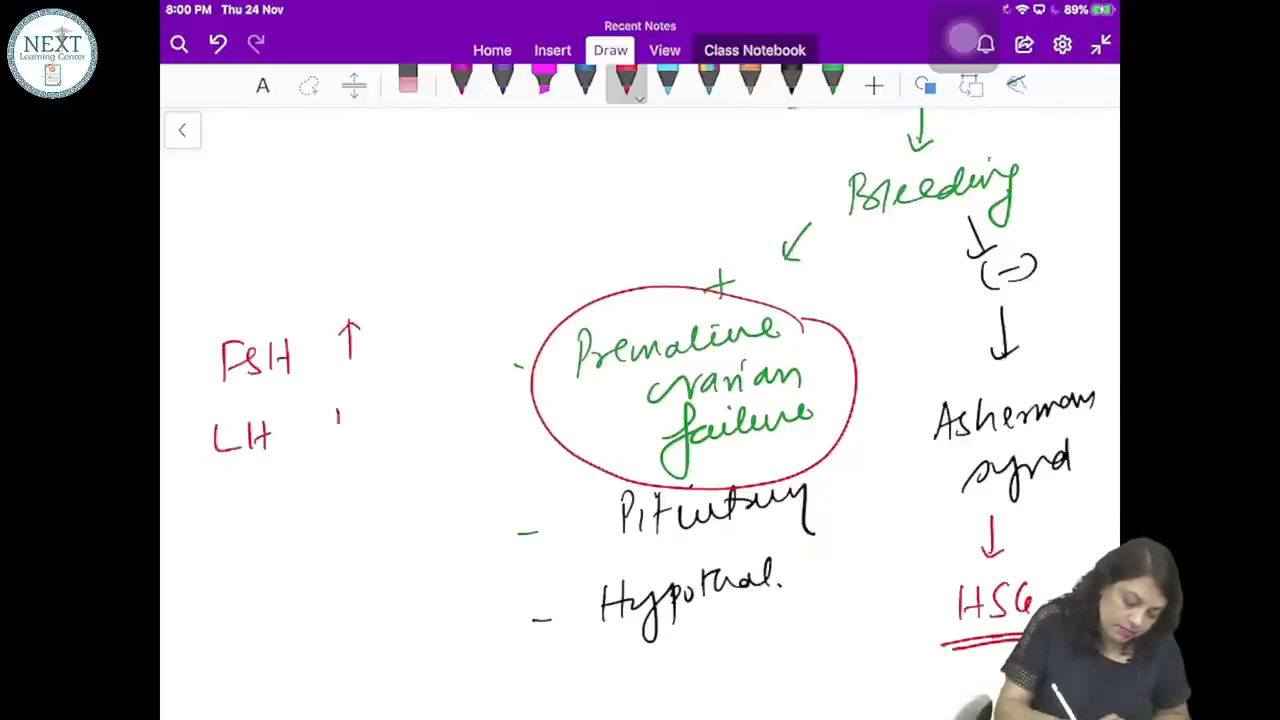 8:00 PM Thu 24 Nov
89%
NEXT
Learning Center
Recent Notes
Home Insert Draw View Class Notebook
A
Bleeding
(-)
+
Premature
ovarian
failure
FSH ↑
LH
Ashermans
synd
- Pituitary
- Hypothal.
HSG